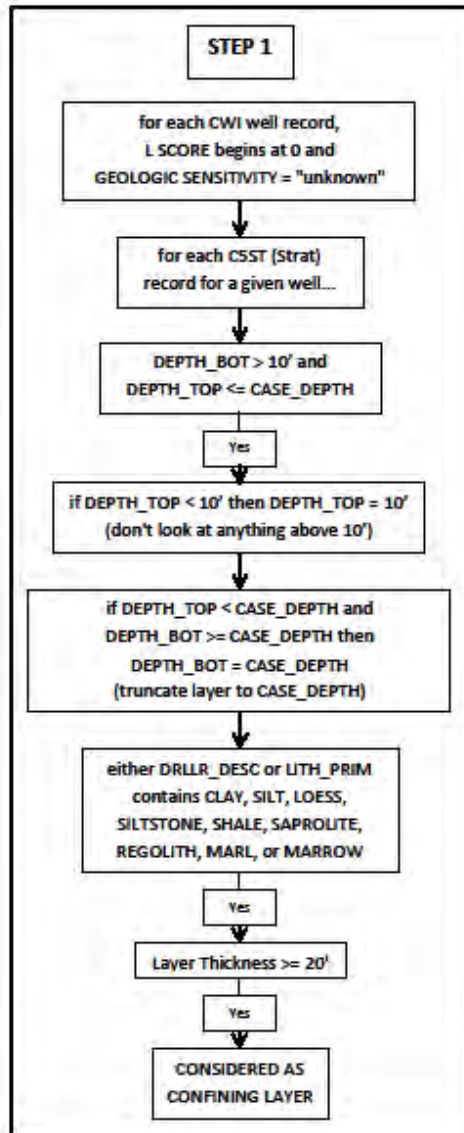 STEP 1
for each CWI well record,
L SCORE begins at 0 and
GEOLOGIC SENSITIVITY = "unknown"
for each C5ST (Strat)
record for a given well...
DEPTH_BOT > 10' and
DEPTH_TOP <= CASE_DEPTH
Yes
if DEPTH_TOP < 10' then DEPTH_TOP = 10'
(don't look at anything above 10')
if DEPTH_TOP < CASE_DEPTH and
DEPTH_BOT >= CASE_DEPTH then
DEPTH_BOT = CASE_DEPTH
(truncate layer to CASE_DEPTH)
either DRLLR_DESC or LITH_PRIM
contains CLAY, SILT, LOESS,
SILTSTONE, SHALE, SAPROLITE,
REGOLITH, MARL, or MARROW
Yes
Layer Thickness >= 20'
Yes
CONSIDERED AS
CONFINING LAYER